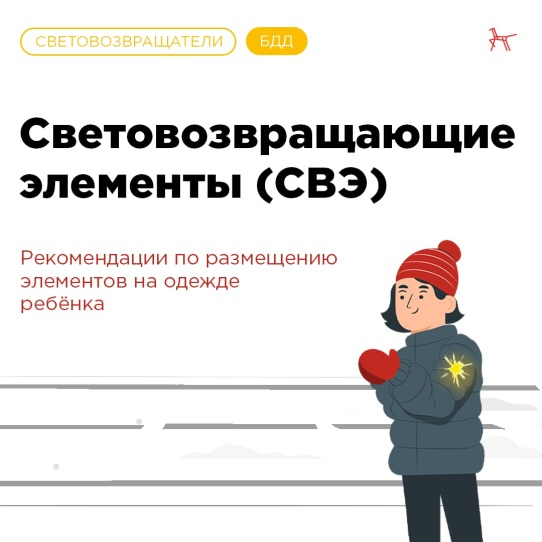 СВЕТОВОЗВРАЩАТЕЛИ БДД
Световозвращающие
элементы (СВЭ)
Рекомендации по размещению
элементов на одежде
ребёнка